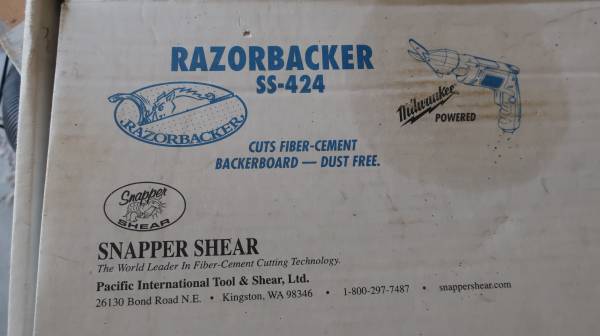 RAZORBACKER
SS-424
RAZORBACKER
Milwaukee
POWERED
CUTS FIBER-CEMENT
BACKERBOARD — DUST FREE.
Snapper
SHEAR
SNAPPER SHEAR
The World Leader In Fiber-Cement Cutting Technology.
Pacific International Tool & Shear, Ltd.
26130 Bond Road N.E. • Kingston, WA 98346 • 1-800-297-7487 • snappershear.com